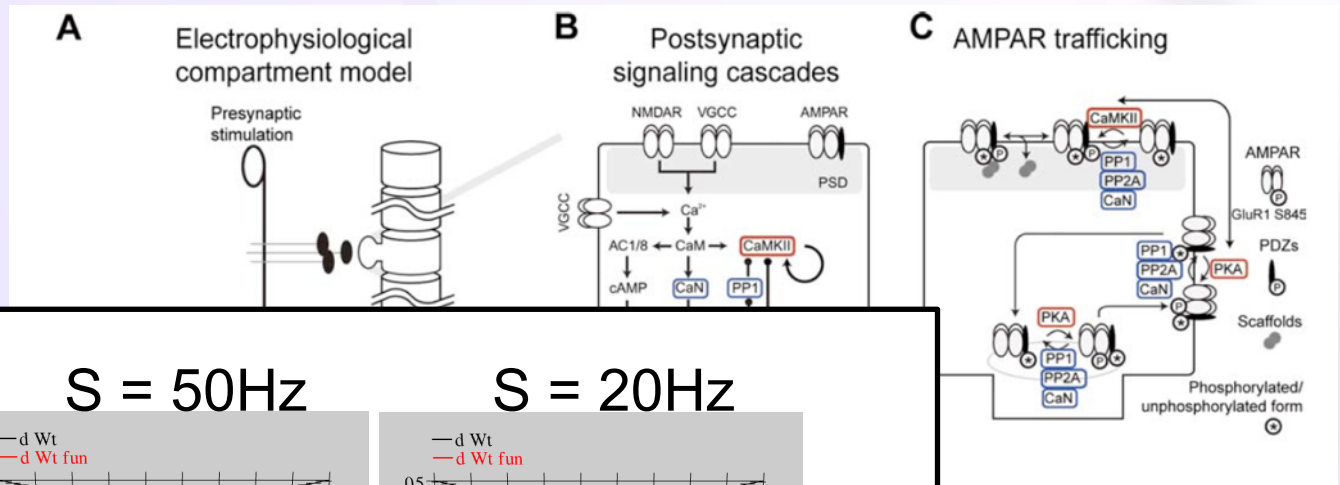 A
Electrophysiological
compartment model
Presynaptic
stimulation
B
Postsynaptic
signaling cascades
NMDAR VGCC AMPAR
PSD
VGCC
Ca²⁺
AC1/8 CaM CaMKII
cAMP CaN PP1
C
AMPAR trafficking
CaMKII
P P
PP1
PP2A
CaN
PP1
PP2A
CaN
PKA
P
PKA
P
PP1
PP2A
CaN
AMPAR
P
GluR1 S845
PDZs
P
Scaffolds
Phosphorylated/
unphosphorylated form
S = 50Hz
d Wt
d Wt fun
S = 20Hz
d Wt
d Wt fun